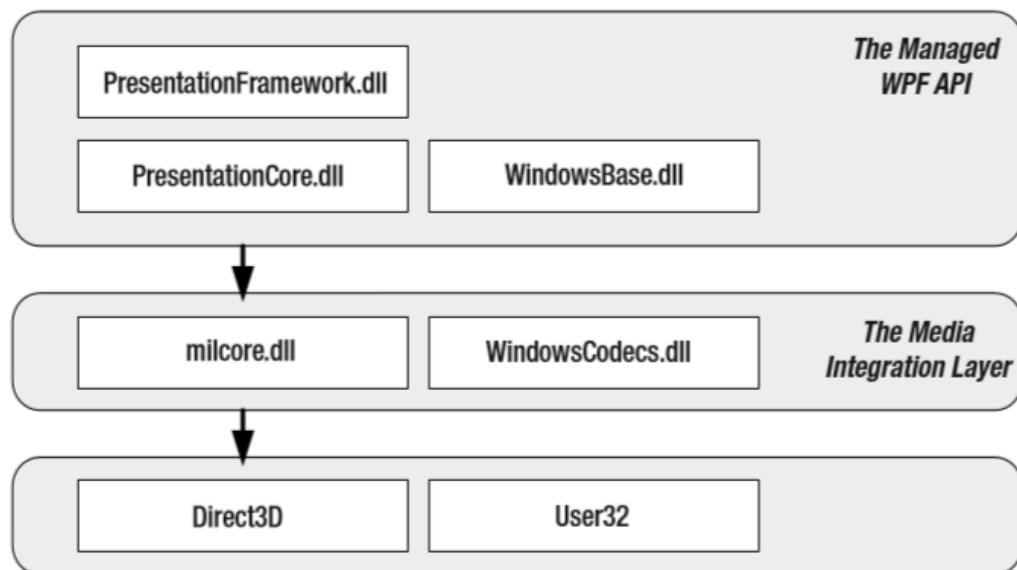 The Managed
WPF API
PresentationFramework.dll
PresentationCore.dll
WindowsBase.dll
milcore.dll
WindowsCodecs.dll
The Media
Integration Layer
Direct3D
User32